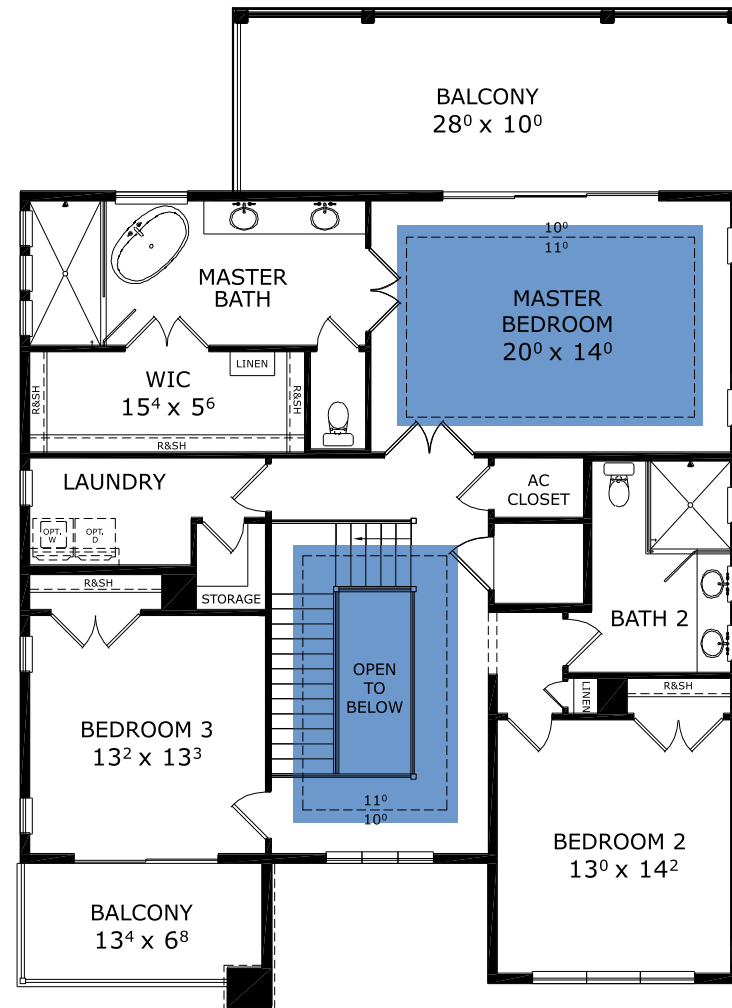 BALCONY
28⁰ x 10⁰
10⁰
11⁰
MASTER
BATH
MASTER
BEDROOM
20⁰ x 14⁰
LINEN
WIC
15⁴ x 5⁶
R&SH
R&SH
R&SH
LAUNDRY
AC
CLOSET
OPT.
W
OPT.
D
R&SH
STORAGE
BATH 2
OPEN
TO
BELOW
LINEN
R&SH
BEDROOM 3
13² x 13³
11⁰
10⁰
BEDROOM 2
13⁰ x 14²
BALCONY
13⁴ x 6⁸